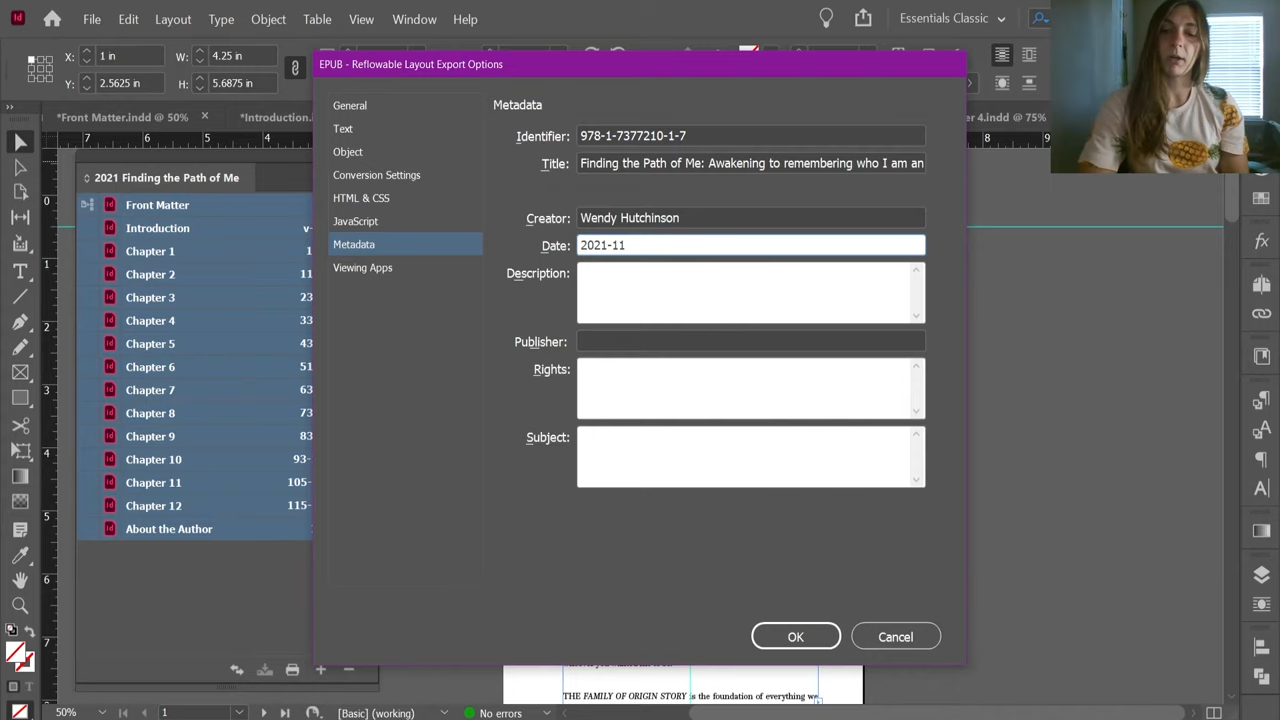 File Edit Layout Type Object Table View Window Help
Essentials Classic
X: 1 in W: 4.25 in
Y: 2.5625 in H: 5.6875 in
EPUB - Reflowable Layout Export Options
*Front Matter.indd @ 50% *Introduction.i 4.indd @ 75%
7 6 5 4 8 9
2021 Finding the Path of Me
Front Matter
Introduction v-
Chapter 1 1
Chapter 2 11
Chapter 3 23
Chapter 4 33
Chapter 5 43
Chapter 6 51
Chapter 7 63
Chapter 8 73
Chapter 9 83
Chapter 10 93-
Chapter 11 105-
Chapter 12 115-
About the Author
General
Text
Object
Conversion Settings
HTML & CSS
JavaScript
Metadata
Viewing Apps
Metadata
Identifier: 978-1-7377210-1-7
Title: Finding the Path of Me: Awakening to remembering who I am an
Creator: Wendy Hutchinson
Date: 2021-11
Description:
Publisher:
Rights:
Subject:
OK Cancel
THE FAMILY OF ORIGIN STORY is the foundation of everything we
50% 1 [Basic] (working) No errors